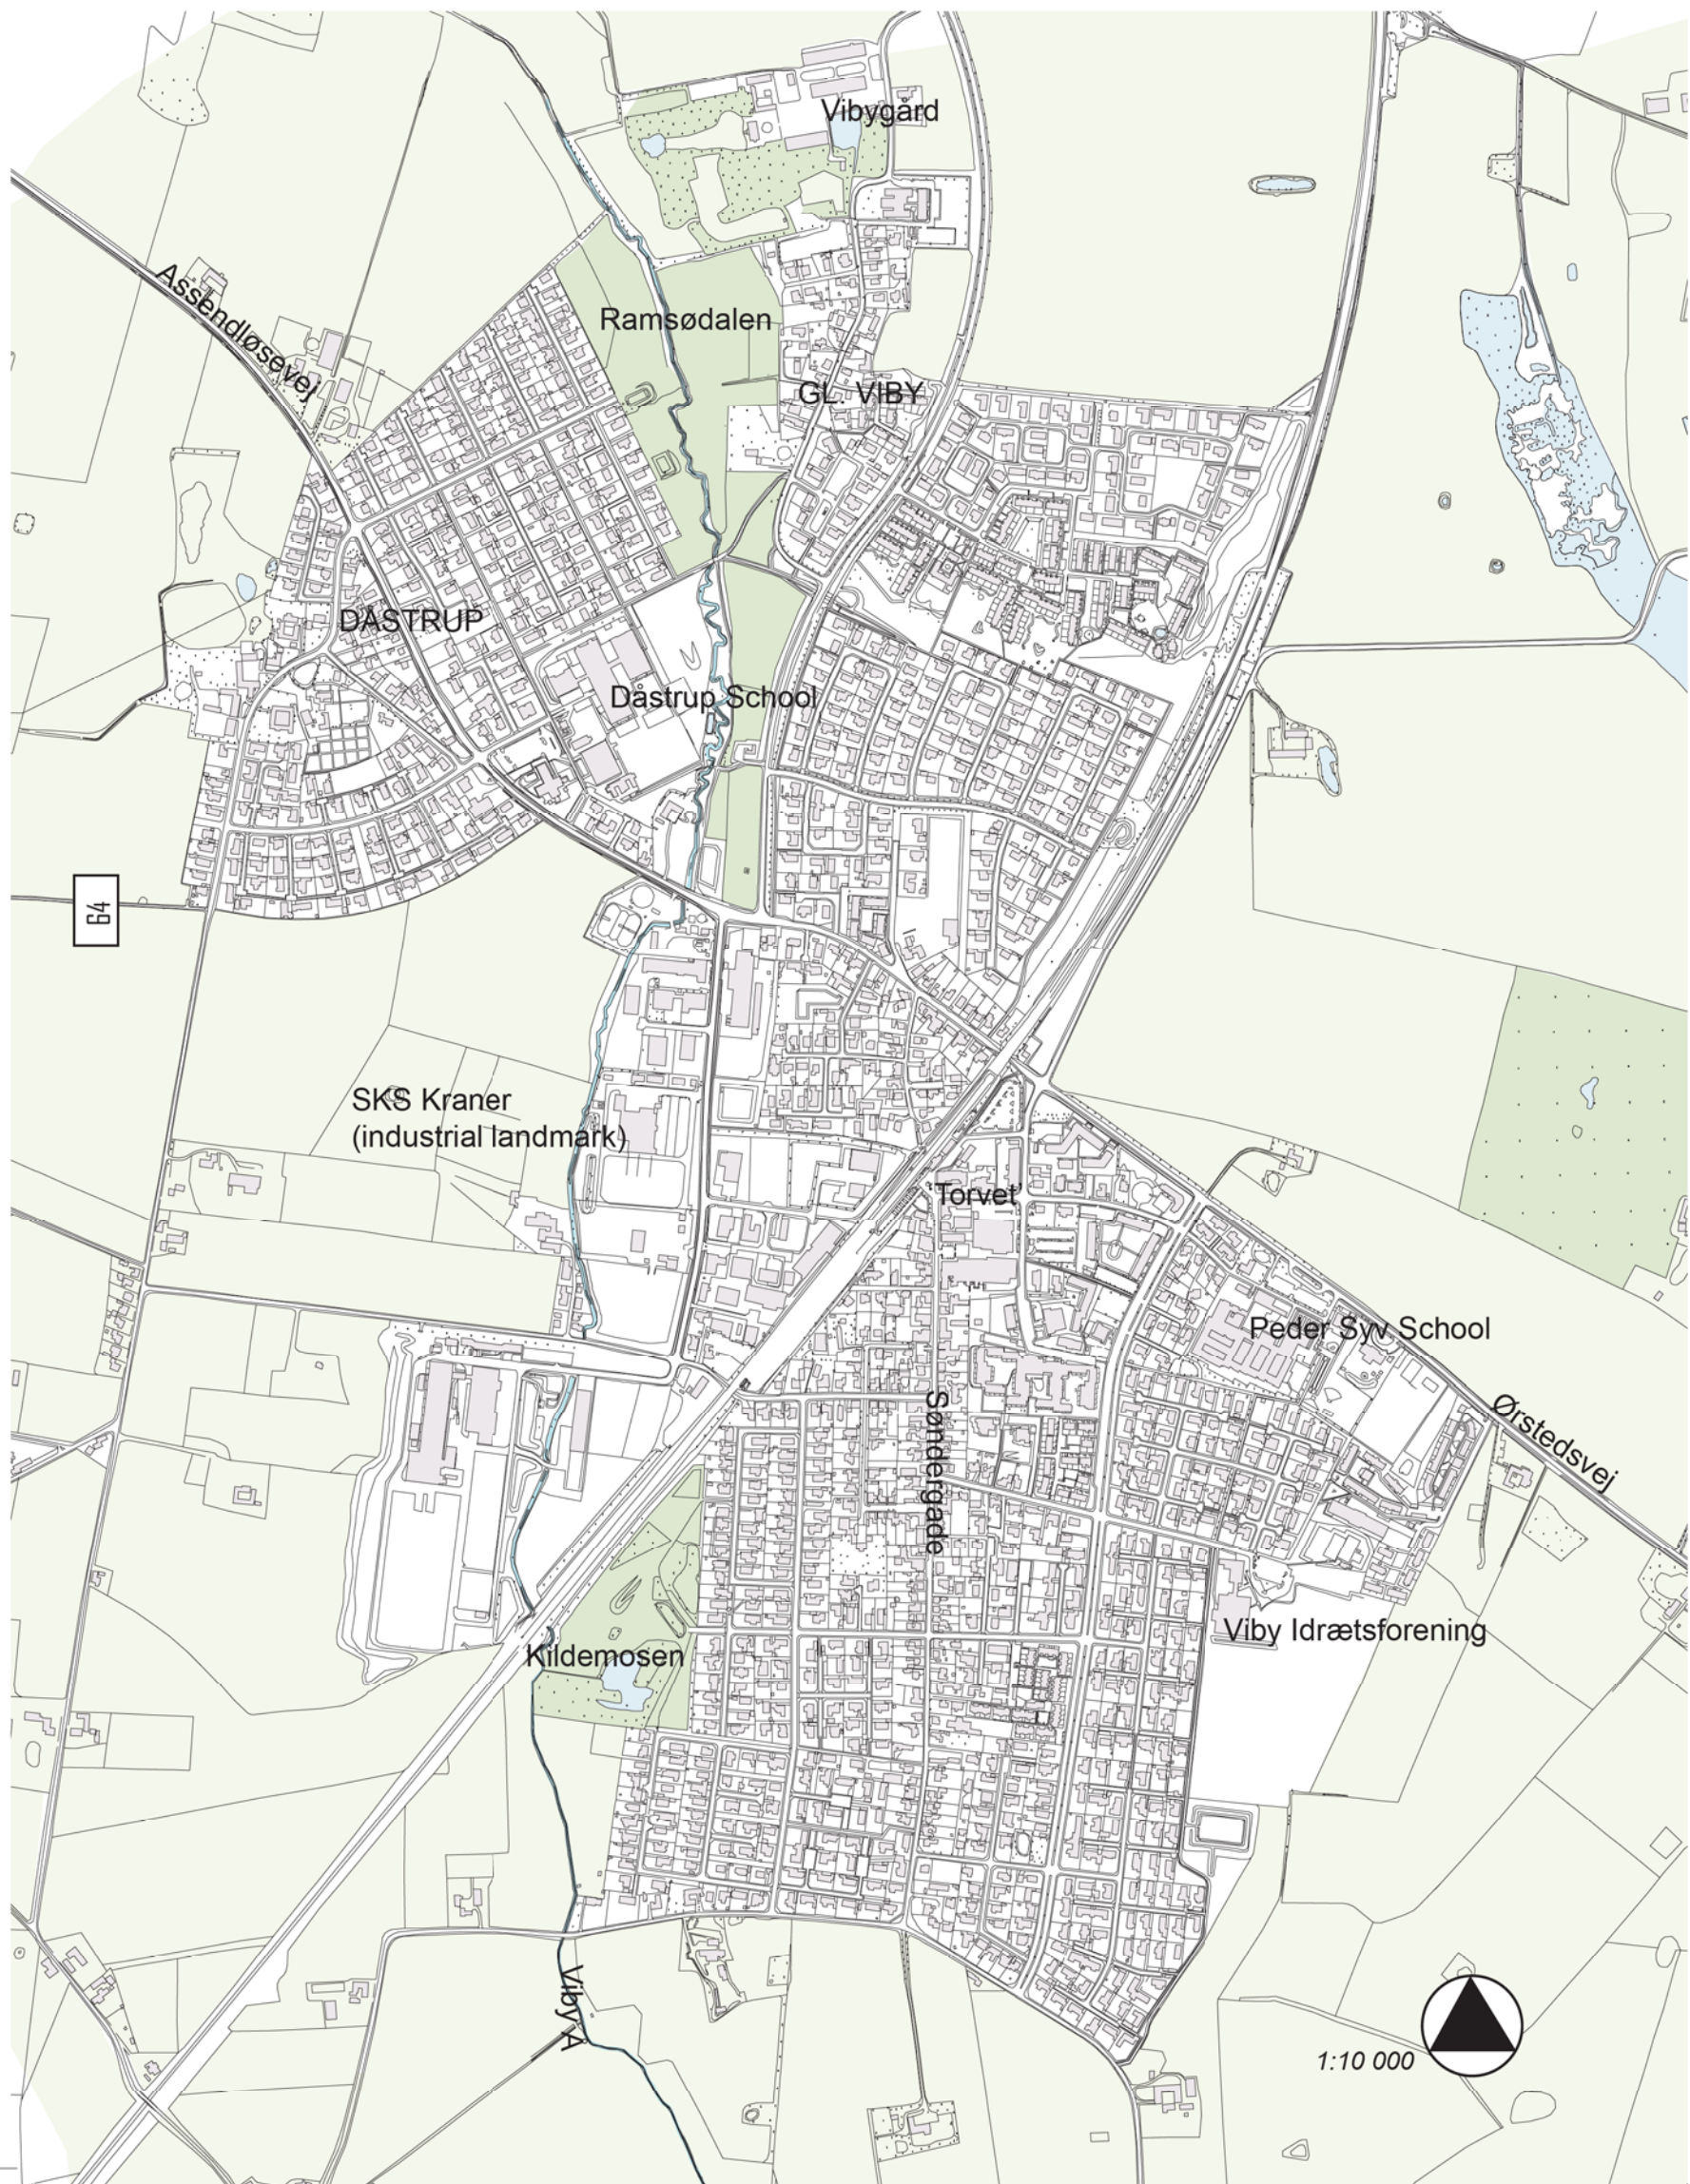 Vibygård
Assendløsevej
Ramsødalen
GL. VIBY
DÅSTRUP
Dåstrup School
64
SKS Kraner
(industrial landmark)
Torvet
Peder Syv School
Søndergade
Ørstedsvej
Viby Idrætsforening
Kildemosen
Viby Å
1:10 000